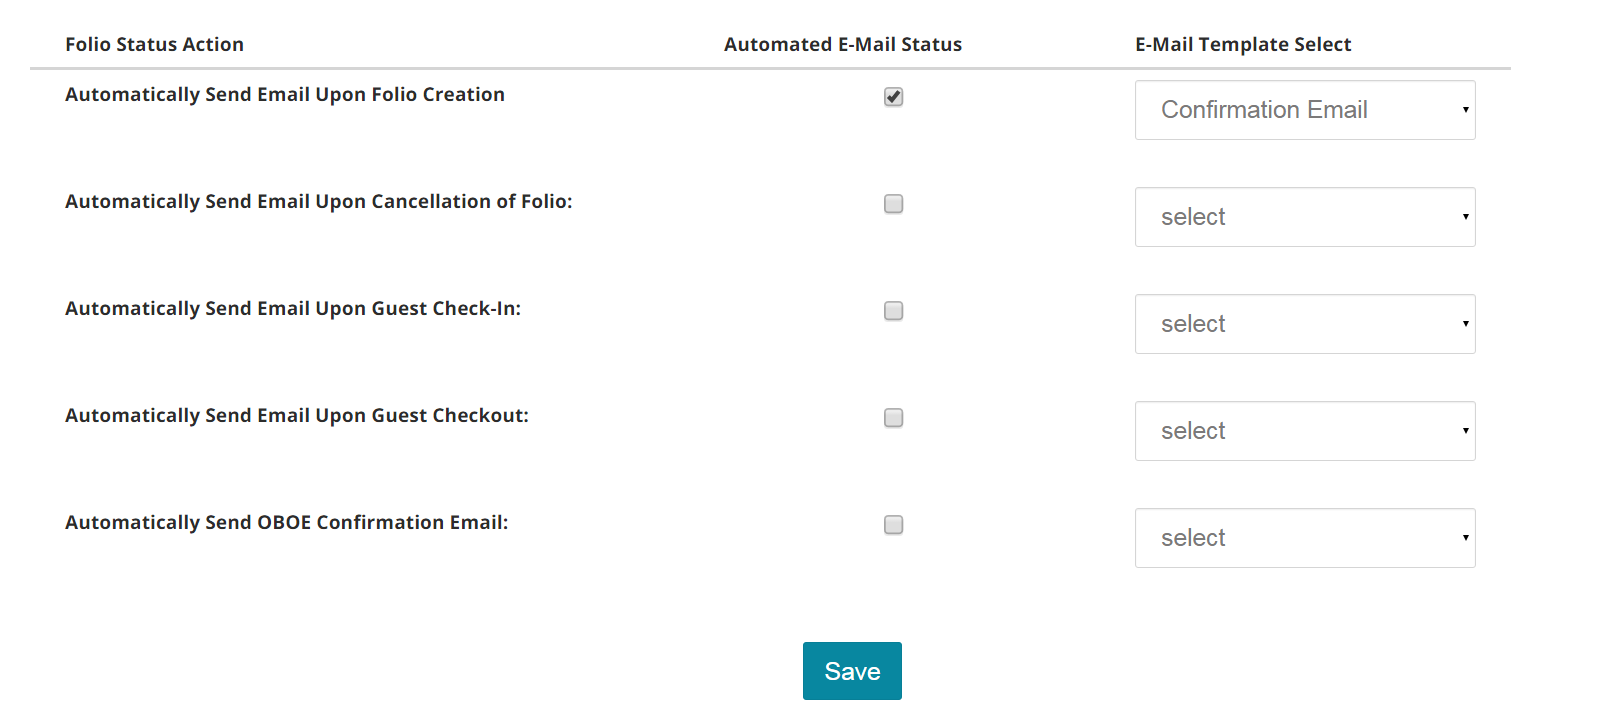 Folio Status Action Automated E-Mail Status E-Mail Template Select
Automatically Send Email Upon Folio Creation Confirmation Email
Automatically Send Email Upon Cancellation of Folio: select
Automatically Send Email Upon Guest Check-In: select
Automatically Send Email Upon Guest Checkout: select
Automatically Send OBOE Confirmation Email: select
Save